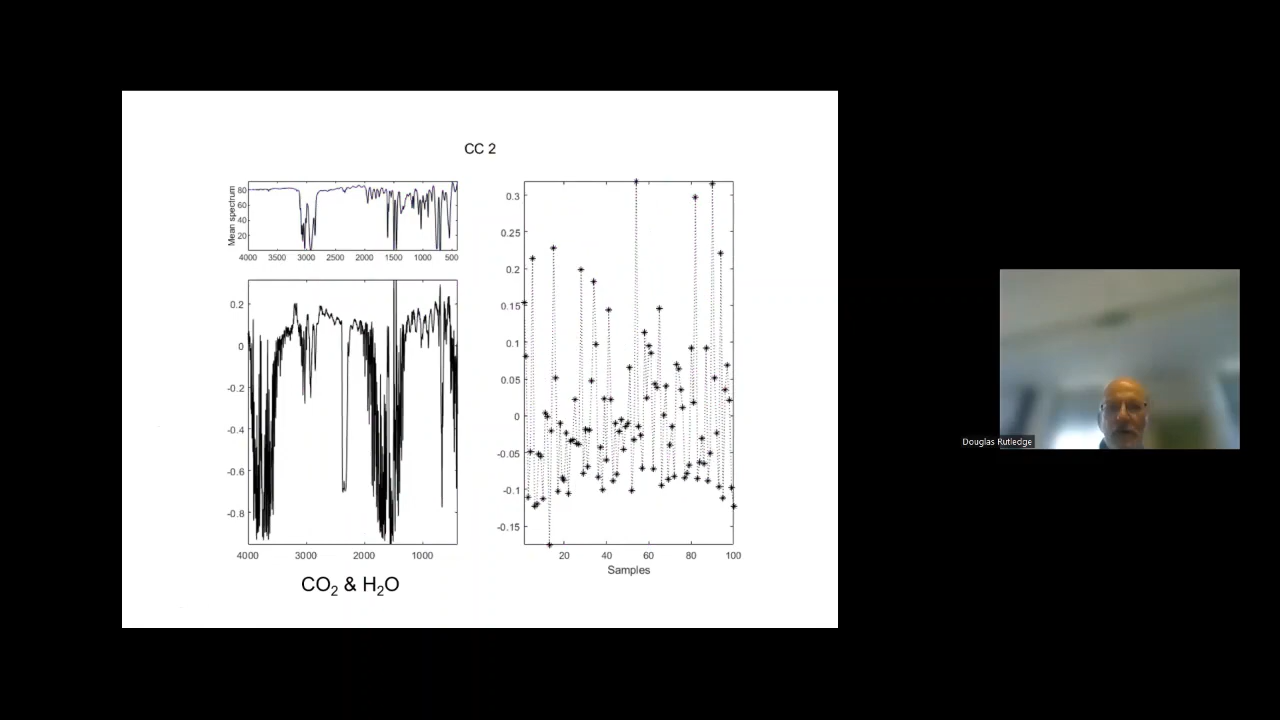 CC 2
Mean spectrum
80
60
40
20
4000 3500 3000 2500 2000 1500 1000 500
0.2
0
-0.2
-0.4
-0.6
-0.8
4000 3000 2000 1000
CO₂ & H₂O
0.3
0.25
0.2
0.15
0.1
0.05
0
-0.05
-0.1
-0.15
20 40 60 80 100
Samples
Douglas Rutledge